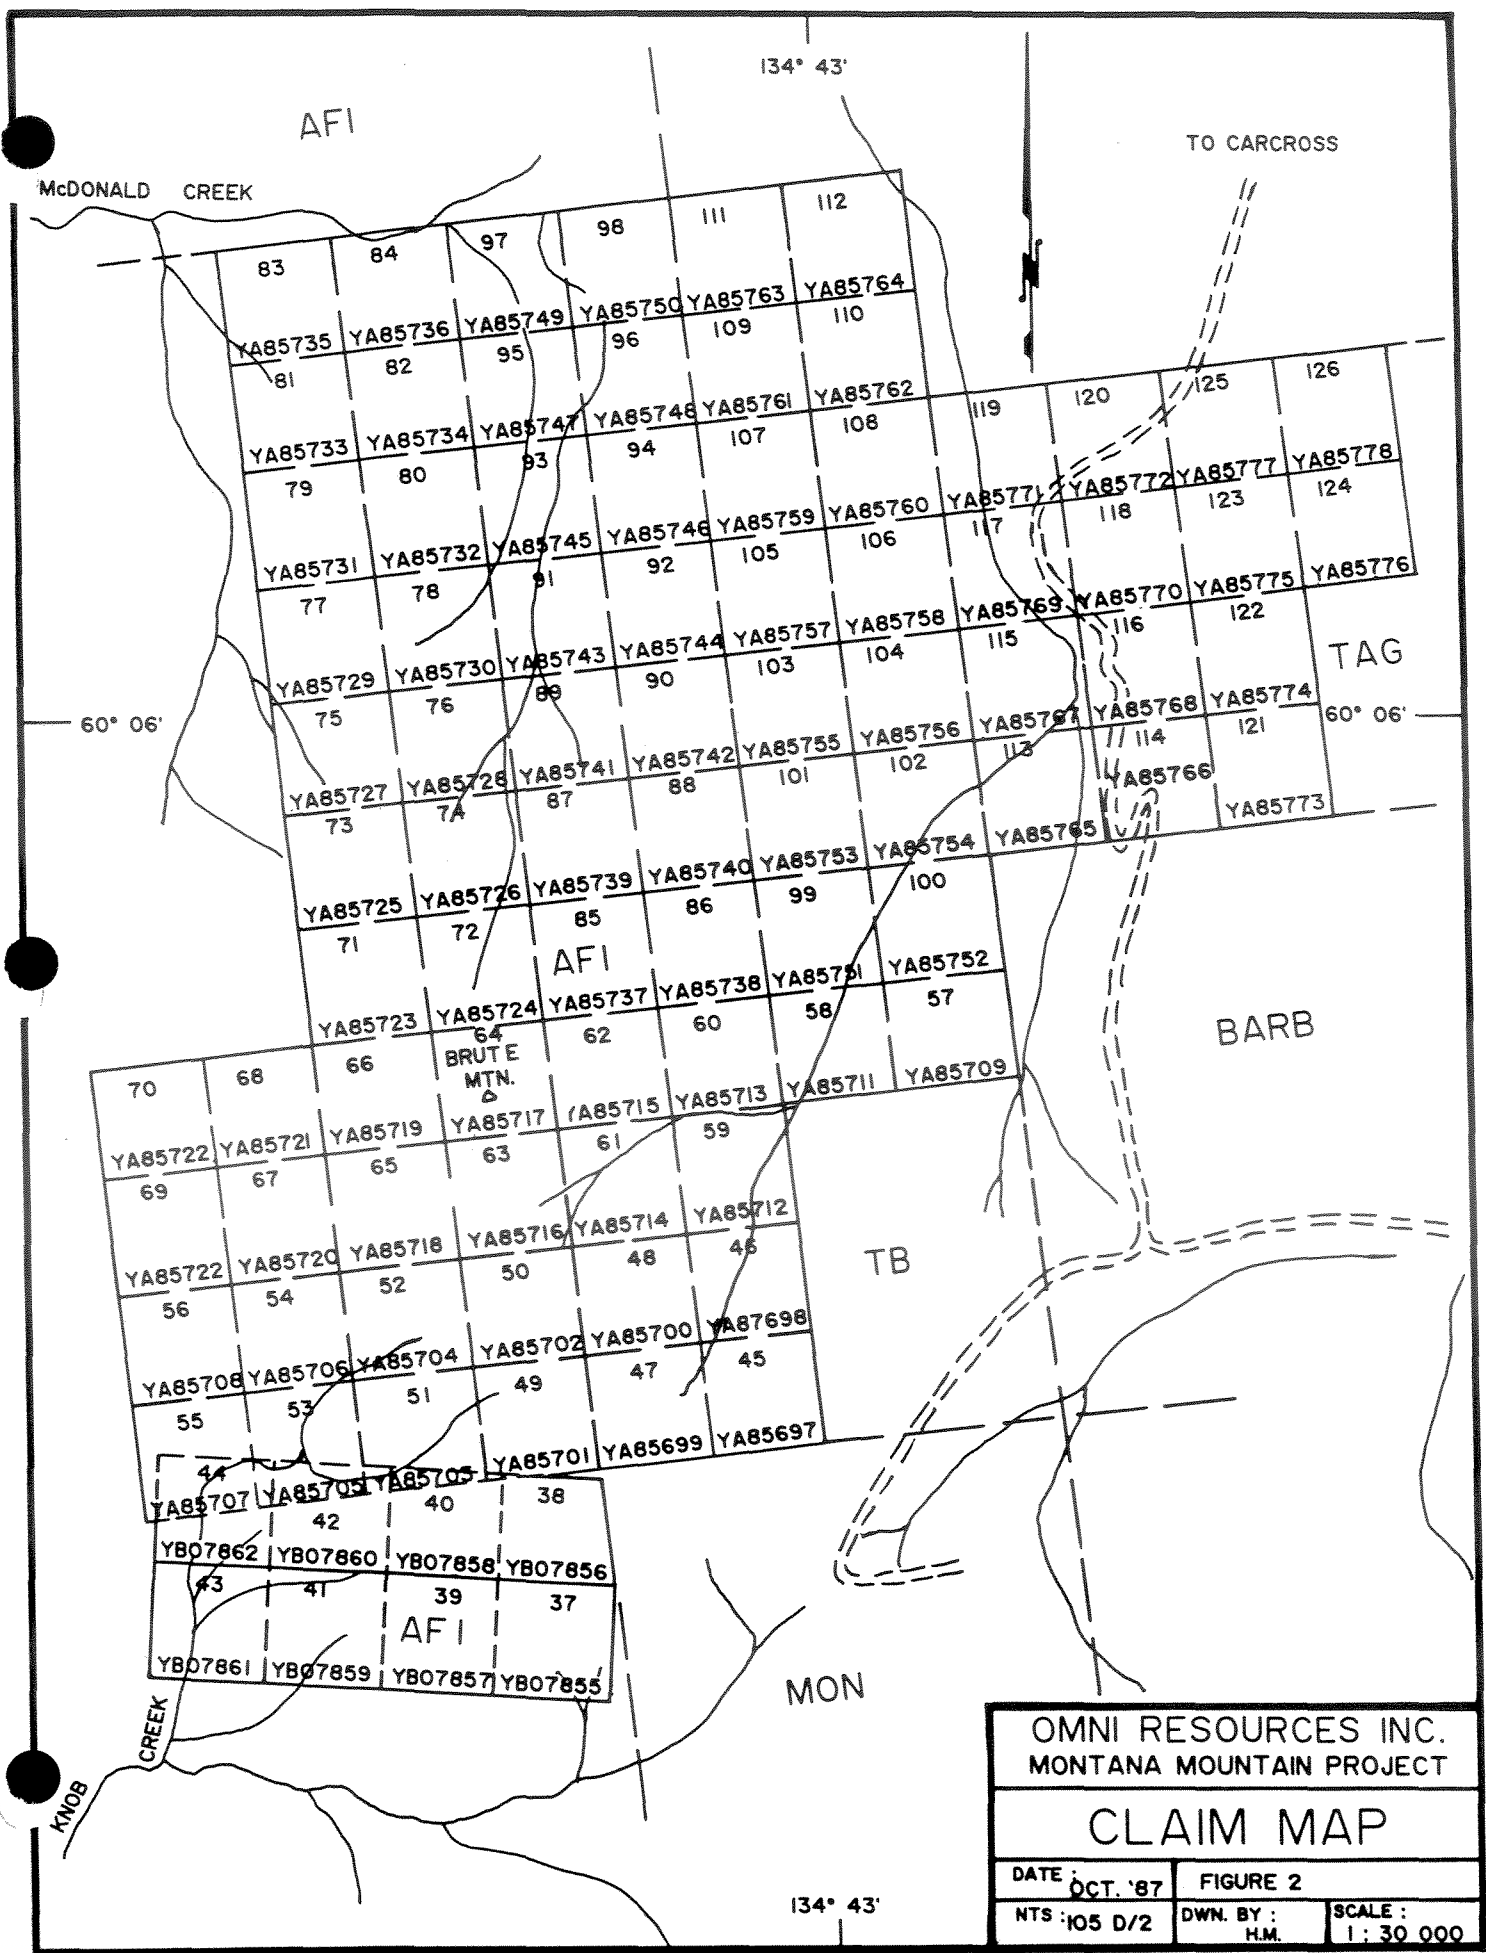 134° 43'
AFI
TO CARCROSS
McDONALD CREEK
83 84 97 98 111 112
YA85735 YA85736 YA85749 YA85750 YA85763 YA85764
81 82 95 96 109 110
119 120 125 126
YA85733 YA85734 YA85747 YA85748 YA85761 YA85762
79 80 93 94 107 108
YA85731 YA85732 YA85745 YA85746 YA85759 YA85760 YA85771 YA85772 YA85777 YA85778
77 78 91 92 105 106 117 118 123 124
YA85729 YA85730 YA85743 YA85744 YA85757 YA85758 YA85769 YA85770 YA85775 YA85776
75 76 89 90 103 104 115 116 122
TAG
60° 06'
YA85727 YA85728 YA85741 YA85742 YA85755 YA85756 YA85767 YA85768 YA85774
60° 06'
73 74 87 88 101 102 113 114 121
YA85725 YA85726 YA85739 YA85740 YA85753 YA85754 YA85765 YA85766 YA85773
71 72 85 86 99 100
AFI
YA85723 YA85724 YA85737 YA85738 YA85751 YA85752
70 68 66 64 62 60 58 57
BRUTE
MTN.
BARB
YA85722 YA85721 YA85719 YA85717 YA85715 YA85713 YA85711 YA85709
69 67 65 63 61 59
YA85722 YA85720 YA85718 YA85716 YA85714 YA85712
56 54 52 50 48 46
TB
YA85708 YA85706 YA85704 YA85702 YA85700 YA87698
55 53 51 49 47 45
YA85707 YA85705 YA85703 YA85701 YA85699 YA85697
44 42 40 38
YB07862 YB07860 YB07858 YB07856
43 41 39 37
AFI
YB07861 YB07859 YB07857 YB07855
MON
KNOB CREEK
134° 43'
OMNI RESOURCES INC.
MONTANA MOUNTAIN PROJECT
CLAIM MAP
DATE : OCT. '87
FIGURE 2
NTS : 105 D/2
DWN. BY :
H.M.
SCALE :
1 : 30 000